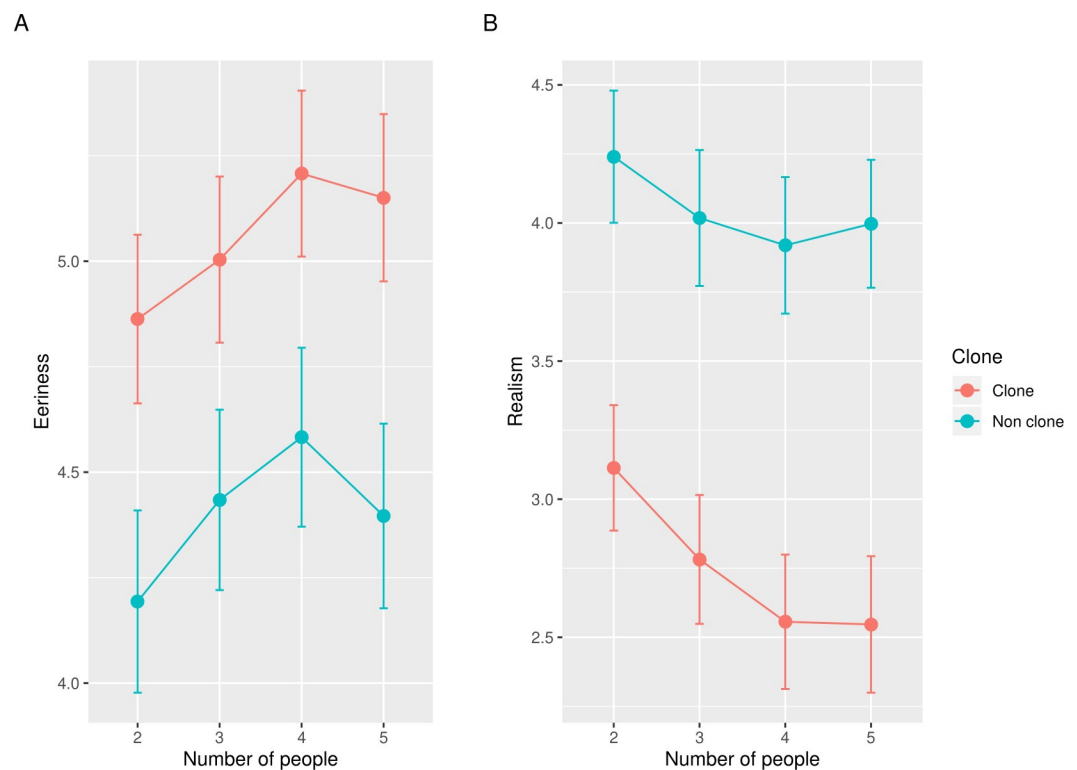 A
Eeriness
5.0
4.5
4.0
2 3 4 5
Number of people
B
Realism
4.5
4.0
3.5
3.0
2.5
2 3 4 5
Number of people
Clone
Clone
Non clone